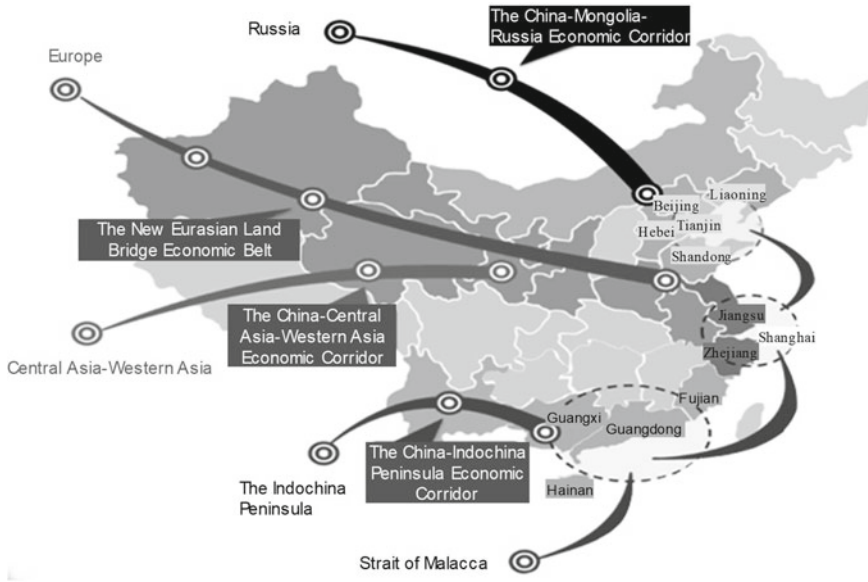 Russia
The China-Mongolia-
Russia Economic Corridor
Europe
Liaoning
Beijing
Hebei
Tianjin
Shandong
The New Eurasian Land
Bridge Economic Belt
The China-Central
Asia-Western Asia
Economic Corridor
Central Asia-Western Asia
Jiangsu
Shanghai
Zhejiang
Fujian
Guangxi
Guangdong
The China-Indochina
Peninsula Economic
Corridor
The Indochina
Peninsula
Hainan
Strait of Malacca